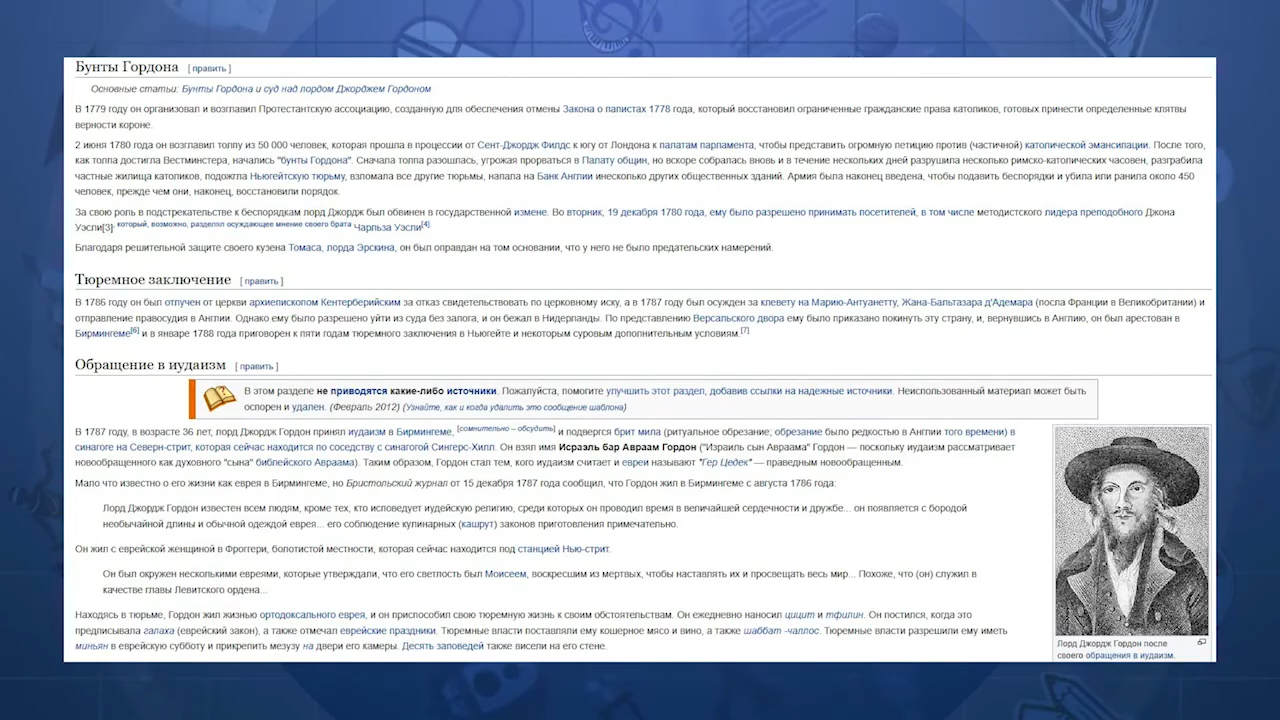 Бунты Гордона [ править ]
Основные статьи: Бунты Гордона и суд над лордом Джорджем Гордоном
В 1779 году он организовал и возглавил Протестантскую ассоциацию, созданную для обеспечения отмены Закона о папистах 1778 года, который восстановил ограниченные гражданские права католиков, готовых принести определенные клятвы
верности короне.
2 июня 1780 года он возглавил толпу из 50 000 человек, которая прошла в процессии от Сент-Джордж Филдс к югу от Лондона к палатам парламента, чтобы представить огромную петицию против (частичной) католической эмансипации. После того,
как толпа достигла Вестминстера, начались "бунты Гордона". Сначала толпа разошлась, угрожая прорваться в Палату общин, но вскоре собралась вновь и в течение нескольких дней разрушила несколько римско-католических часовен, разграбила
частные жилища католиков, подожгла Ньюгейтскую тюрьму, взломала все другие тюрьмы, напала на Банк Англии инесколько других общественных зданий. Армия была наконец введена, чтобы подавить беспорядки и убила или ранила около 450
человек, прежде чем они, наконец, восстановили порядок.
За свою роль в подстрекательстве к беспорядкам лорд Джордж был обвинен в государственной измене. Во вторник, 19 декабря 1780 года, ему было разрешено принимать посетителей, в том числе методистского лидера преподобного Джона
Уэсли[3], который, возможно, разделял осуждающее мнение своего брата Чарльза Уэсли[4].
Благодаря решительной защите своего кузена Томаса, лорда Эрскина, он был оправдан на том основании, что у него не было предательских намерений.
Тюремное заключение [ править ]
В 1786 году он был отлучен от церкви архиепископом Кентерберийским за отказ свидетельствовать по церковному иску, а в 1787 году был осужден за клевету на Марию-Антуанетту, Жана-Бальтазара д'Адемара (посла Франции в Великобритании) и
отправление правосудия в Англии. Однако ему было разрешено уйти из суда без залога, и он бежал в Нидерланды. По представлению Версальского двора ему было приказано покинуть эту страну, и, вернувшись в Англию, он был арестован в
Бирмингеме[6] и в январе 1788 года приговорен к пяти годам тюремного заключения в Ньюгейте и некоторым суровым дополнительным условиям.[7]
Обращение в иудаизм [ править ]
В этом разделе не приводятся какие-либо источники. Пожалуйста, помогите улучшить этот раздел, добавив ссылки на надежные источники. Неиспользованный материал может быть
оспорен и удален. (Февраль 2012) (Узнайте, как и когда удалить это сообщение шаблона)
В 1787 году, в возрасте 36 лет, лорд Джордж Гордон принял иудаизм в Бирмингеме, [сомнительно – обсудить] и подвергся брит мила (ритуальное обрезание; обрезание было редкостью в Англии того времени) в
синагоге на Северн-стрит, которая сейчас находится по соседству с синагогой Сингерс-Хилл. Он взял имя Исраэль бар Авраам Гордон ("Израиль сын Авраама" Гордон — поскольку иудаизм рассматривает
новообращенного как духовного "сына" библейского Авраама). Таким образом, Гордон стал тем, кого иудаизм считает и евреи называют "Гер Цедек" — праведным новообращенным.
Мало что известно о его жизни как еврея в Бирмингеме, но Бристольский журнал от 15 декабря 1787 года сообщил, что Гордон жил в Бирмингеме с августа 1786 года:
Лорд Джордж Гордон известен всем людям, кроме тех, кто исповедует иудейскую религию, среди которых он проводил время в величайшей сердечности и дружбе... он появляется с бородой
необычайной длины и обычной одеждой еврея... его соблюдение кулинарных (кашрут) законов приготовления примечательно.
Он жил с еврейской женщиной в Фроггери, болотистой местности, которая сейчас находится под станцией Нью-стрит.
Он был окружен несколькими евреями, которые утверждали, что его светлость был Моисеем, воскресшим из мертвых, чтобы наставлять их и просвещать весь мир... Похоже, что (он) служил в
качестве главы Левитского ордена...
Находясь в тюрьме, Гордон жил жизнью ортодоксального еврея, и он приспособил свою тюремную жизнь к своим обстоятельствам. Он ежедневно наносил цицит и тфилин. Он постился, когда это
предписывала галаха (еврейский закон), а также отмечал еврейские праздники. Тюремные власти поставляли ему кошерное мясо и вино, а также шаббат -чаллос. Тюремные власти разрешили ему иметь
миньян в еврейскую субботу и прикрепить мезузу на двери его камеры. Десять заповедей также висели на его стене.
Лорд Джордж Гордон после
своего обращения в иудаизм.